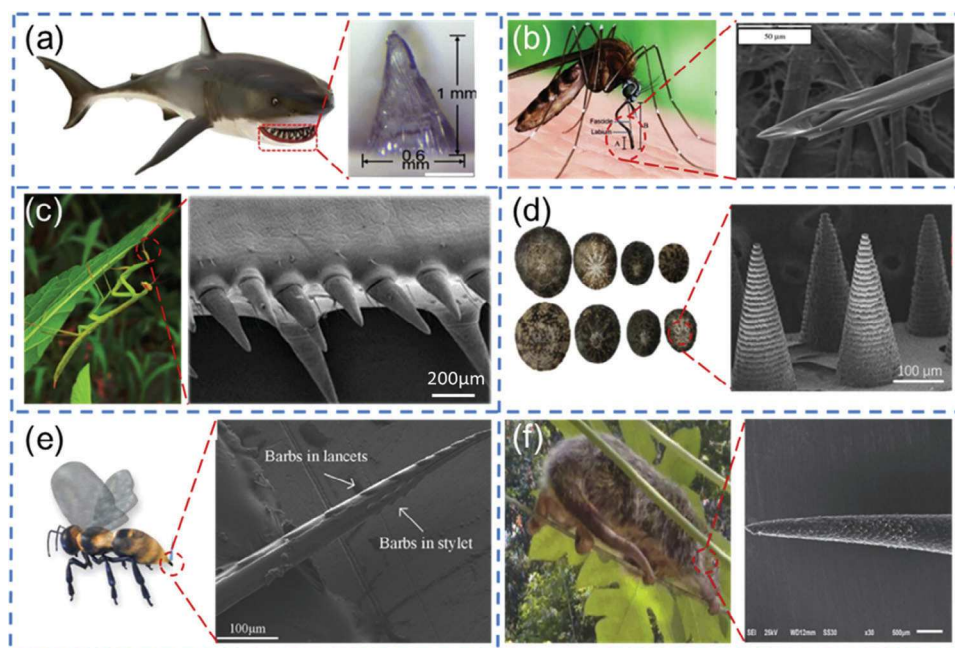 (a)
1 mm
0.6
mm
(b)
50 µm
Fascicle
Labium
A
B
(c)
200µm
(d)
100 µm
(e)
Barbs in lancets
Barbs in stylet
100µm
(f)
SEI 25kV WD12mm SS30 x30 500µm